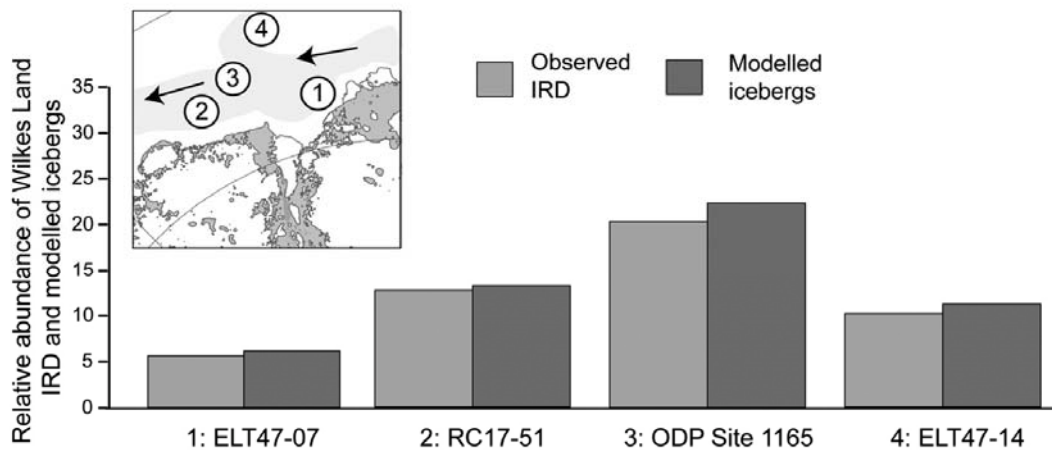 Relative abundance of Wilkes Land
IRD and modelled icebergs
35
30
25
20
15
10
5
0
4
3
1
2
Observed
IRD
Modelled
icebergs
1: ELT47-07
2: RC17-51
3: ODP Site 1165
4: ELT47-14